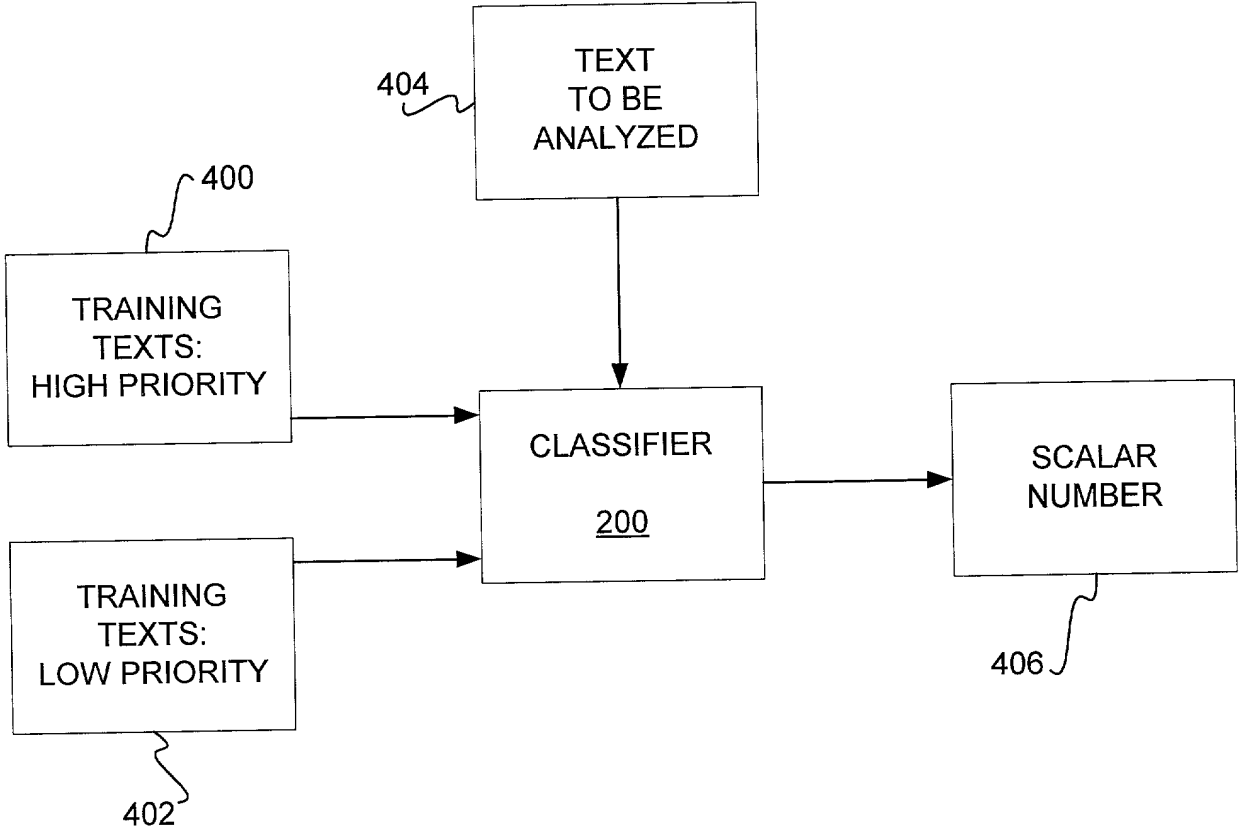 TEXT
TO BE
ANALYZED
404
400
TRAINING
TEXTS:
HIGH PRIORITY
CLASSIFIER
200
SCALAR
NUMBER
TRAINING
TEXTS:
LOW PRIORITY
406
402